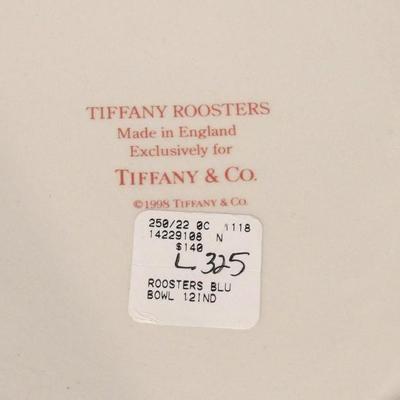 TIFFANY ROOSTERS
Made in England
Exclusively for
TIFFANY & CO.
©1998 TIFFANY & CO.
250/22 0C 1118
14229108 N
$140
L 325
ROOSTERS BLU
BOWL 12IND